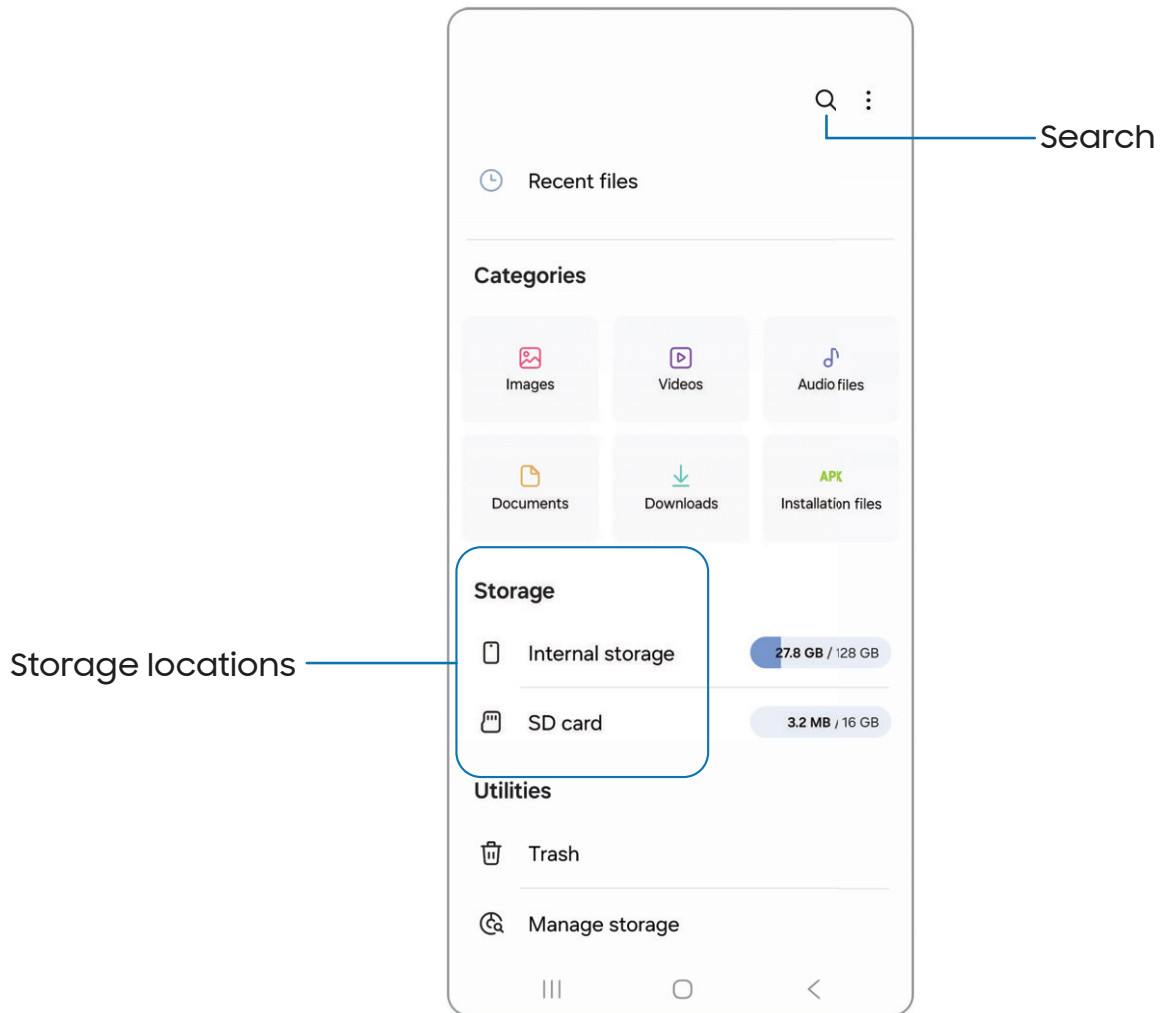 Search
Recent files
Categories
Images
Videos
Audio files
Documents
Downloads
APK
Installation files
Storage
Storage locations
Internal storage
27.8 GB / 128 GB
SD card
3.2 MB / 16 GB
Utilities
Trash
Manage storage